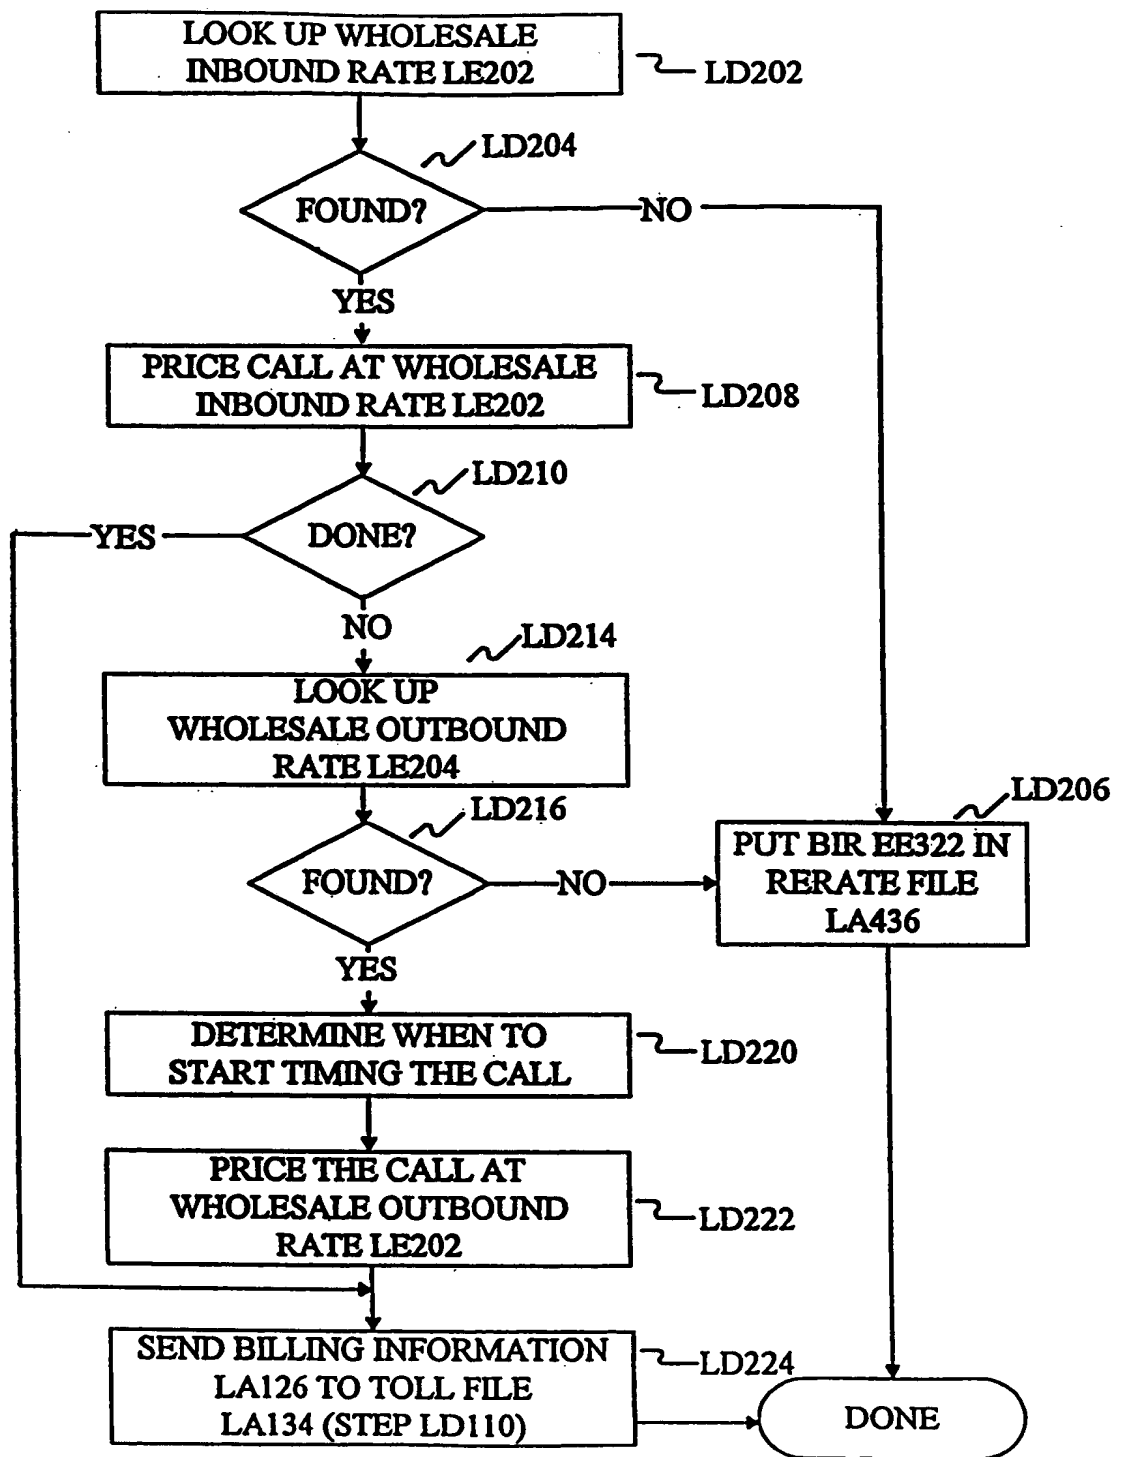 LOOK UP WHOLESALE
INBOUND RATE LE202
LD202
LD204
FOUND?
NO
YES
PRICE CALL AT WHOLESALE
INBOUND RATE LE202
LD208
LD210
YES
DONE?
NO
LD214
LOOK UP
WHOLESALE OUTBOUND
RATE LE204
LD216
FOUND?
NO
LD206
PUT BIR EE322 IN
RERATE FILE
LA436
YES
DETERMINE WHEN TO
START TIMING THE CALL
LD220
PRICE THE CALL AT
WHOLESALE OUTBOUND
RATE LE202
LD222
SEND BILLING INFORMATION
LA126 TO TOLL FILE
LA134 (STEP LD110)
LD224
DONE